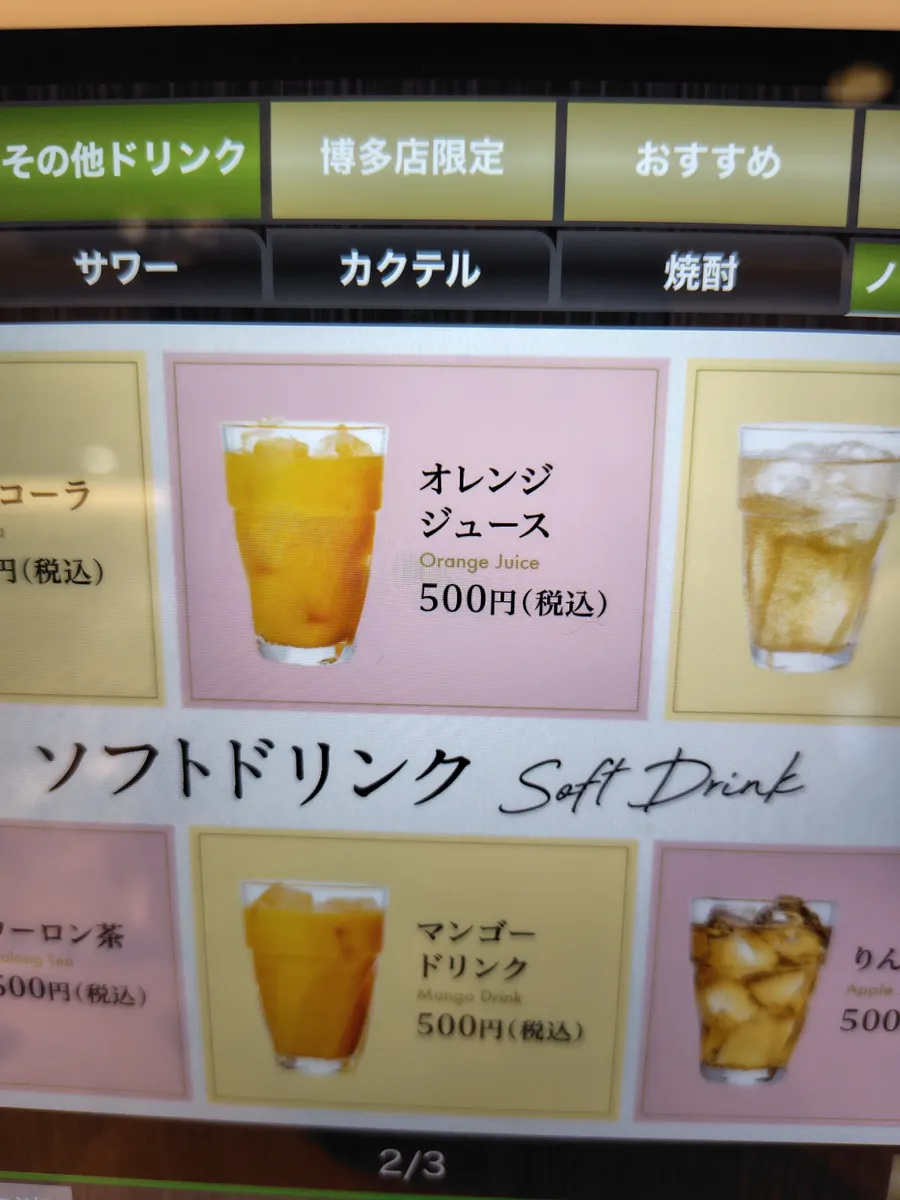 その他ドリンク
博多店限定
おすすめ
サワー
カクテル
焼酎
ノ
コーラ
円(税込)
オレンジ
ジュース
Orange Juice
500円(税込)
ソフトドリンク Soft Drink
ーロン茶
500円(税込)
マンゴー
ドリンク
Mango Drink
500円(税込)
りん
Apple
500
2/3